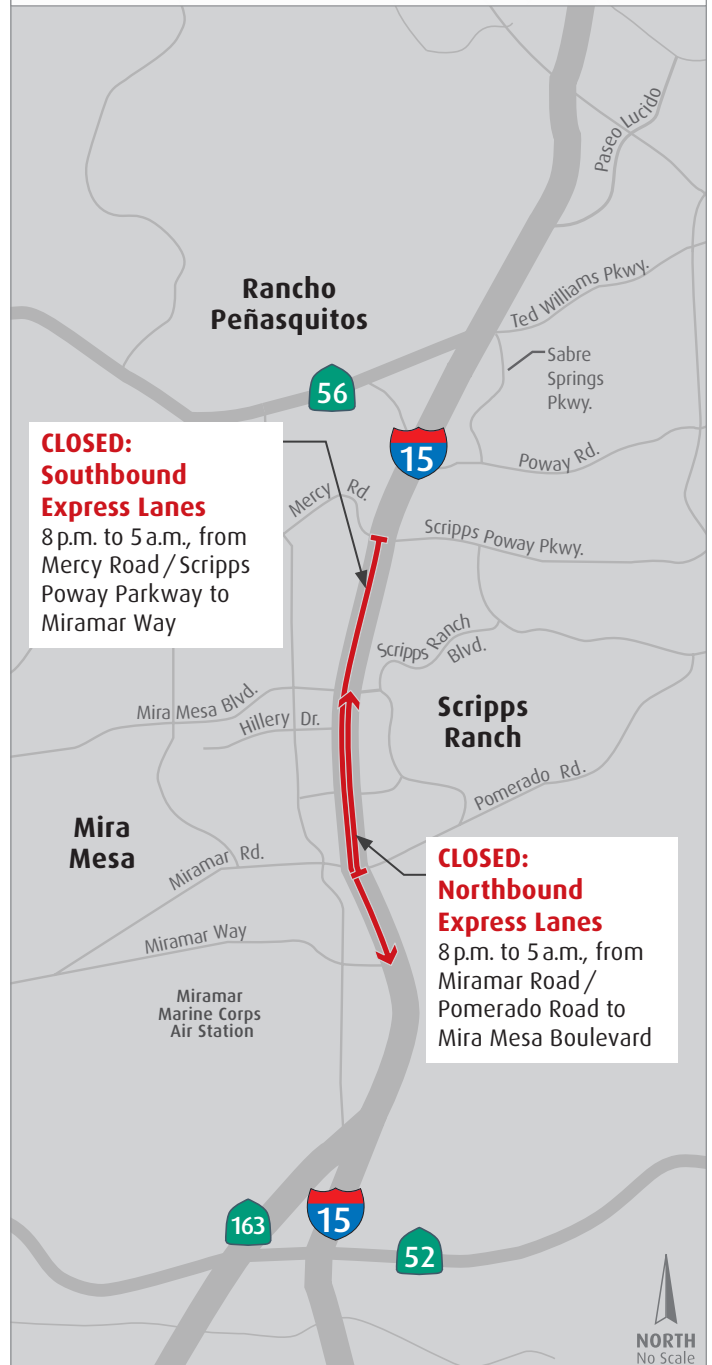 Paseo Lucido
Rancho
Peñasquitos
Ted Williams Pkwy.
Sabre
Springs
Pkwy.
56
15
CLOSED:
Southbound
Express Lanes
8 p.m. to 5 a.m., from
Mercy Road / Scripps
Poway Parkway to
Miramar Way
Poway Rd.
Mercy Rd.
Scripps Poway Pkwy.
Scripps Ranch
Blvd.
Mira Mesa Blvd.
Hillery Dr.
Scripps
Ranch
Pomerado Rd.
Mira
Mesa
Miramar Rd.
CLOSED:
Northbound
Express Lanes
8 p.m. to 5 a.m., from
Miramar Road /
Pomerado Road to
Mira Mesa Boulevard
Miramar Way
Miramar
Marine Corps
Air Station
163
15
52
NORTH
No Scale